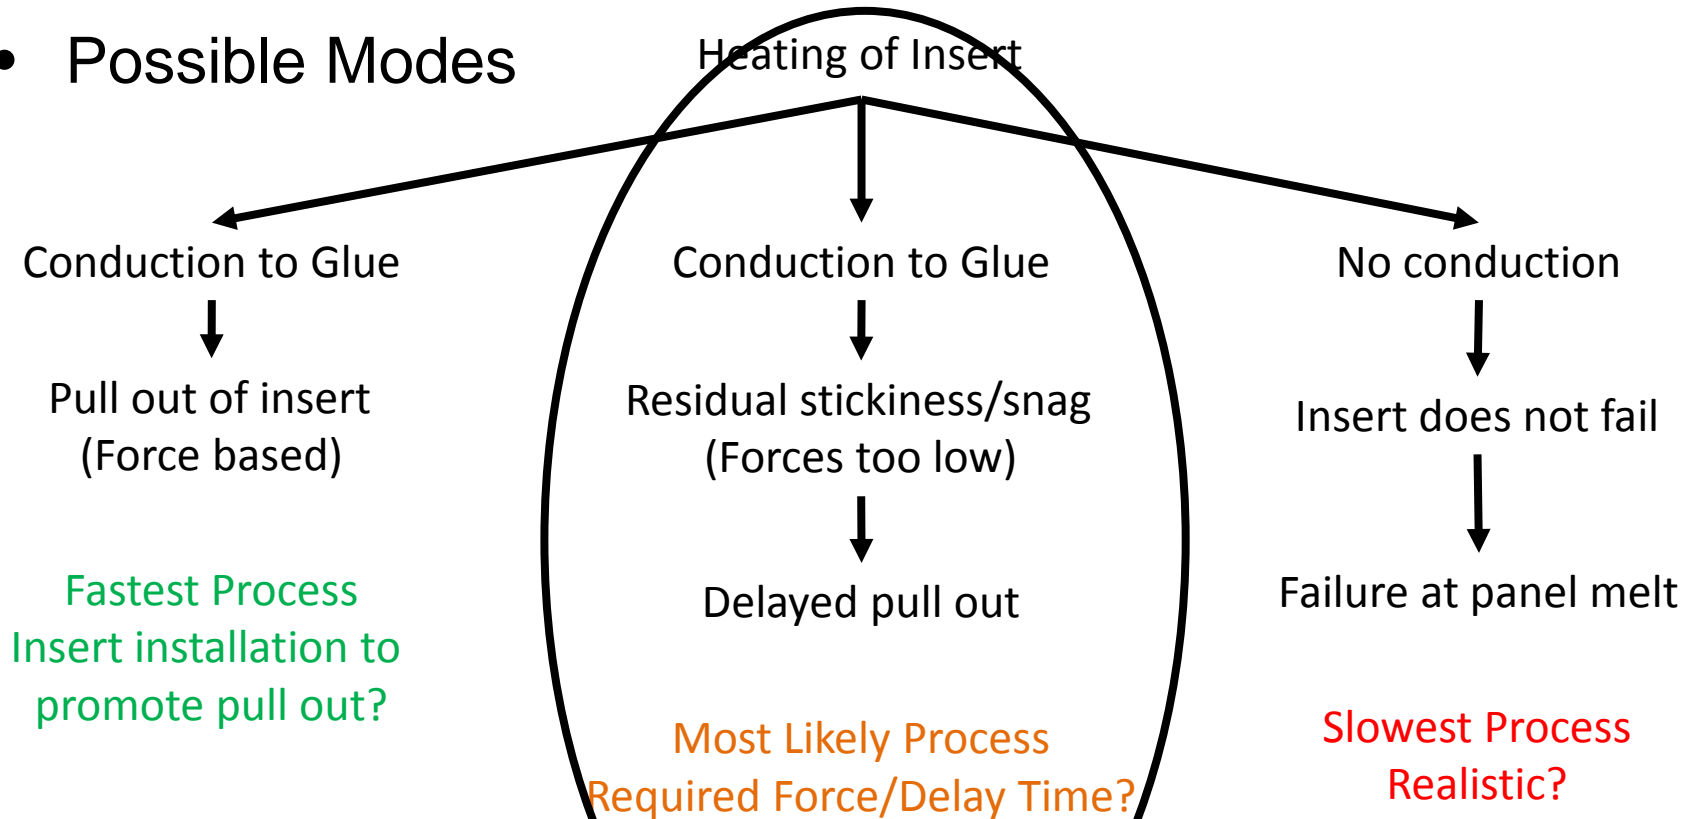 • Possible Modes
Heating of Insert
Conduction to Glue
Pull out of insert
(Force based)
Fastest Process
Insert installation to
promote pull out?
Conduction to Glue
Residual stickiness/snag
(Forces too low)
Delayed pull out
Most Likely Process
Required Force/Delay Time?
No conduction
Insert does not fail
Failure at panel melt
Slowest Process
Realistic?